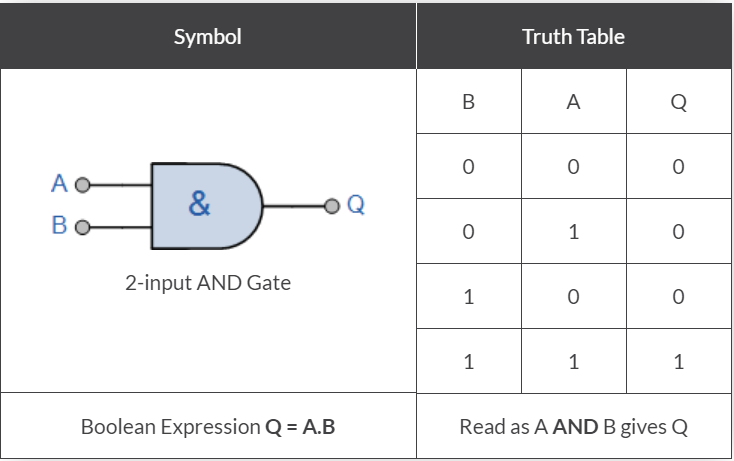 Symbol
Truth Table
B A Q
0 0 0
A
& Q
B
0 1 0
2-input AND Gate
1 0 0
1 1 1
Boolean Expression Q = A.B
Read as A AND B gives Q